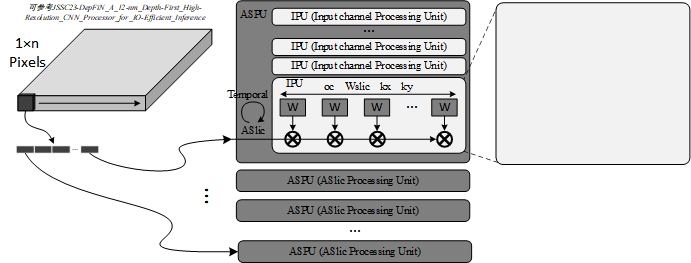 可参考JSSC23-DepFiN_A_12-nm_Depth-First_High-
Resolution_CNN_Processor_for_IO-Efficient_Inference
1×n
Pixels
...
ASPU
IPU (Input channel Processing Unit)
...
IPU (Input channel Processing Unit)
IPU (Input channel Processing Unit)
IPU oc Wslic kx ky
Temporal
W W W ... W
ASlic
ASPU (ASlic Processing Unit)
ASPU (ASlic Processing Unit)
...
ASPU (ASlic Processing Unit)